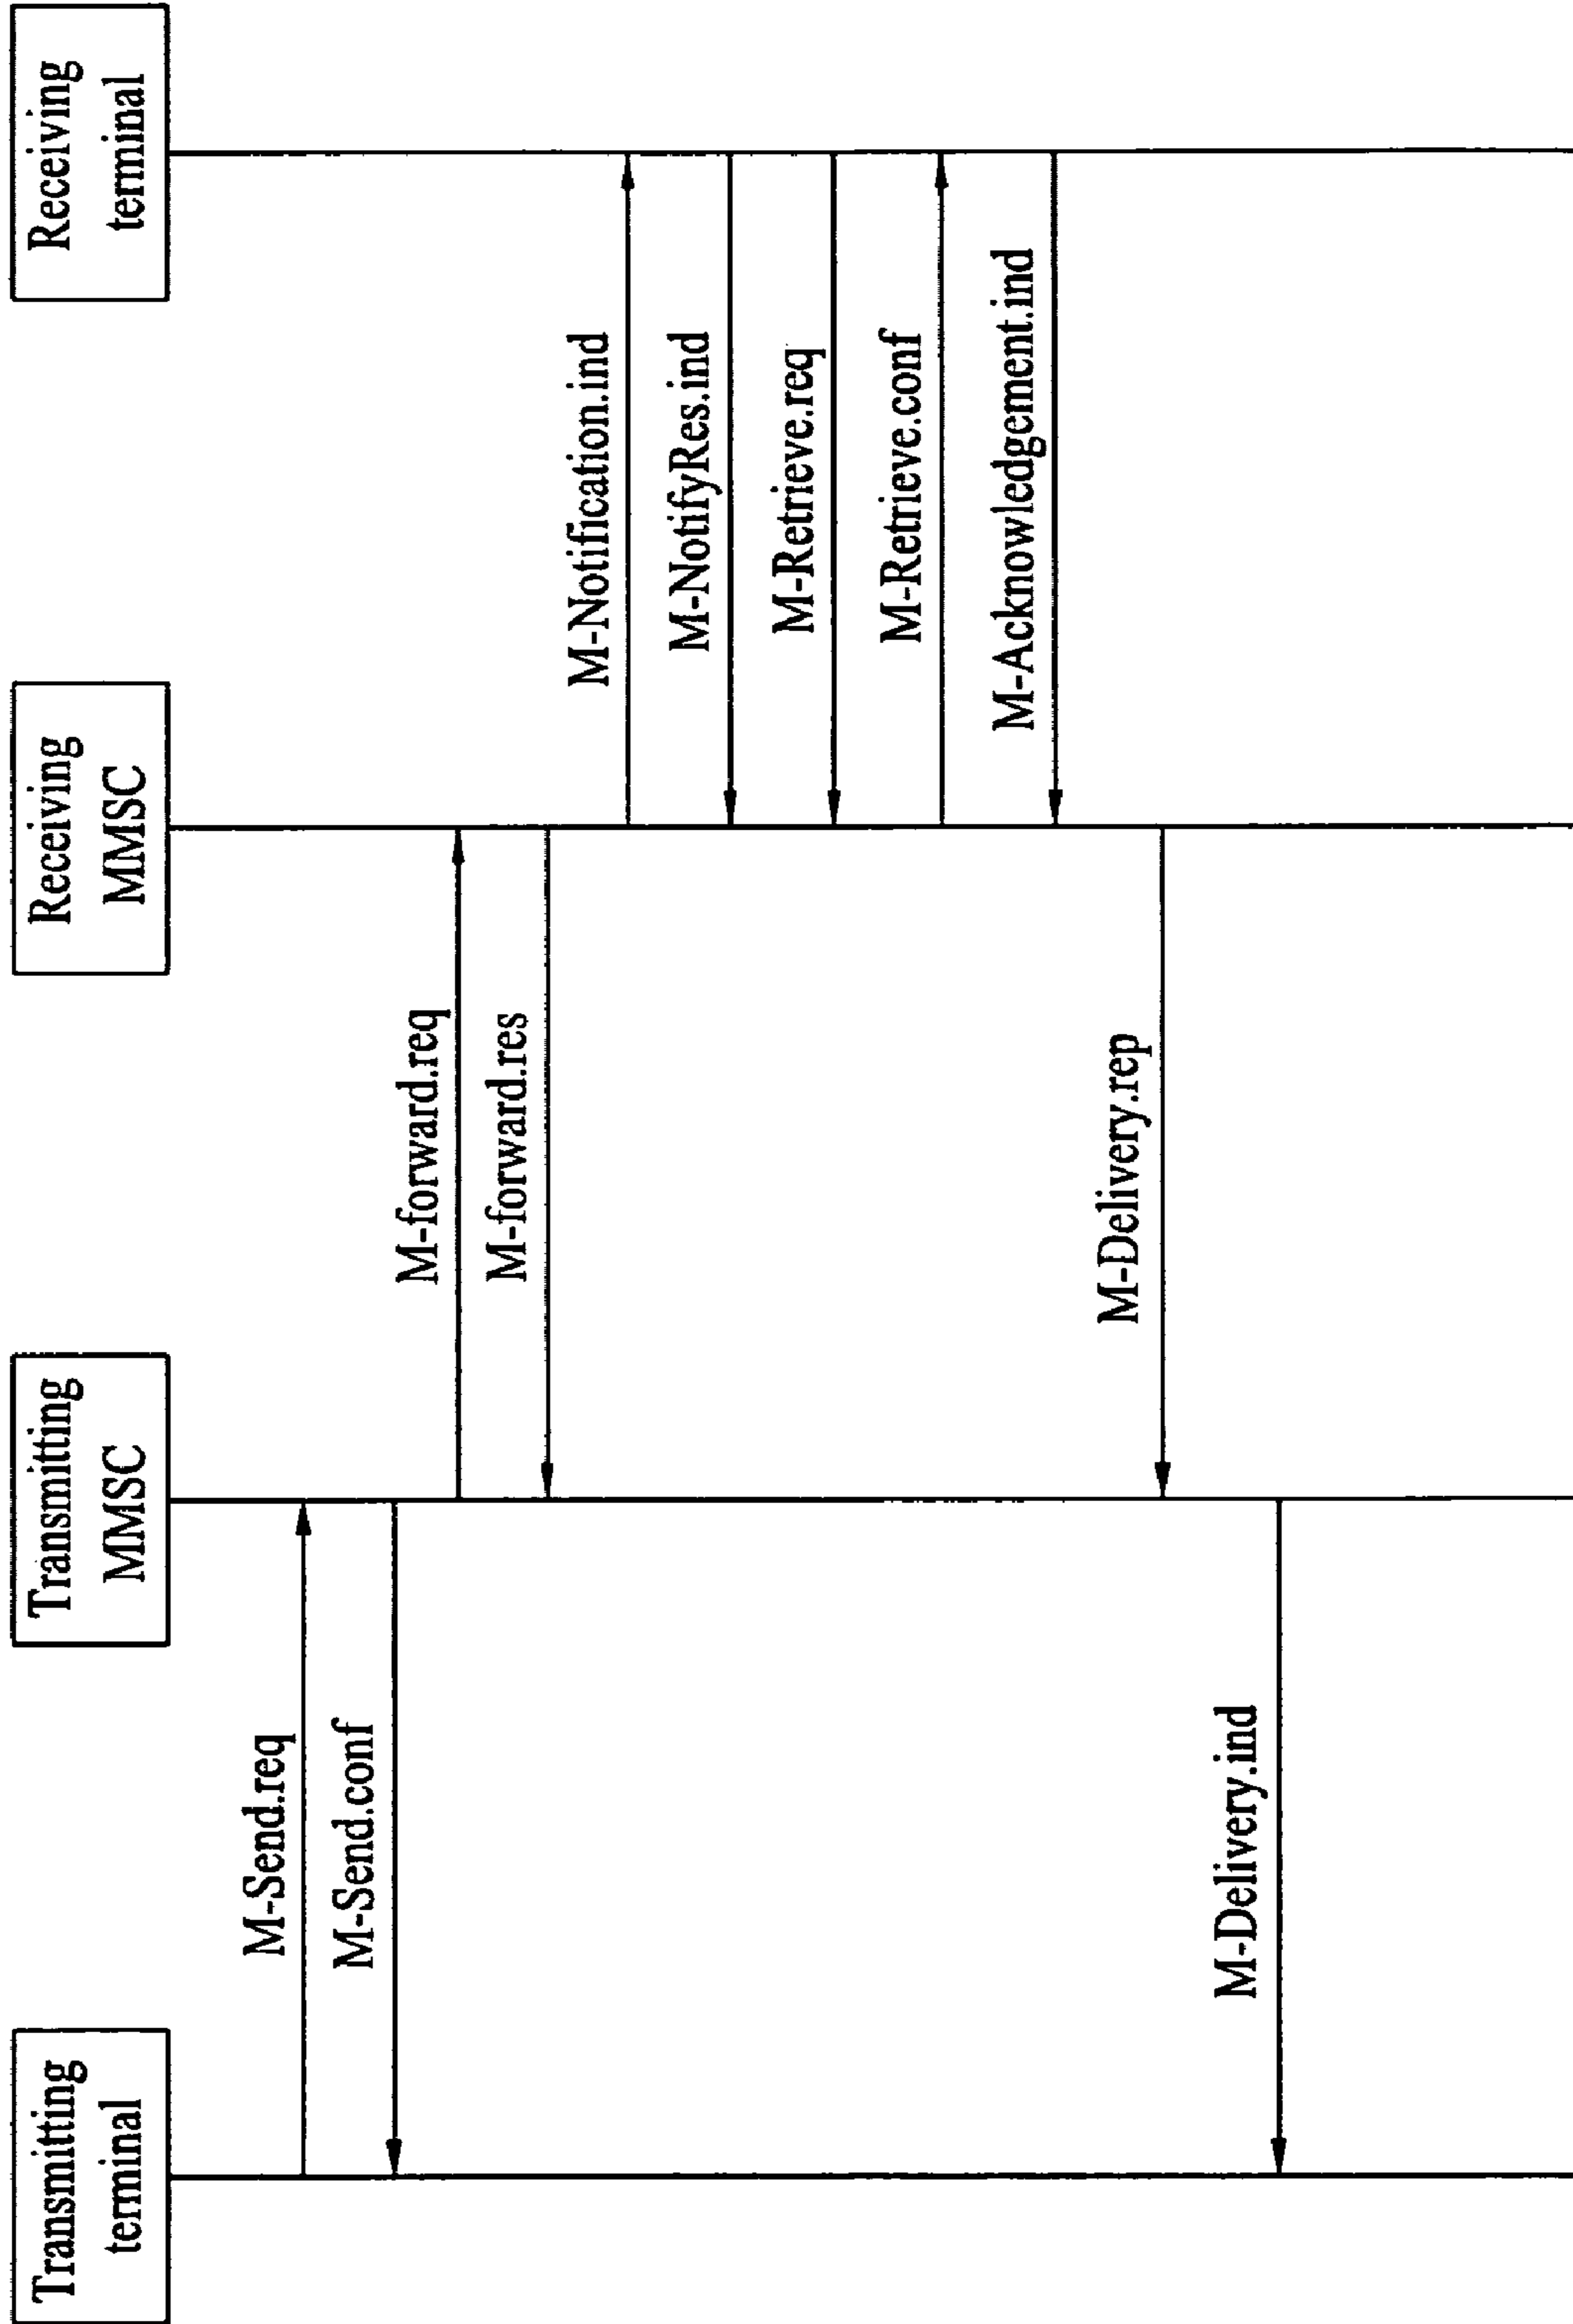 Transmitting
terminal
Transmitting
MMSC
Receiving
MMSC
Receiving
terminal
M-Send.req
M-Send.conf
M-forward.req
M-forward.res
M-Notification.ind
M-NotifyRes.ind
M-Retrieve.req
M-Retrieve.conf
M-Acknowledgement.ind
M-Delivery.rep
M-Delivery.ind